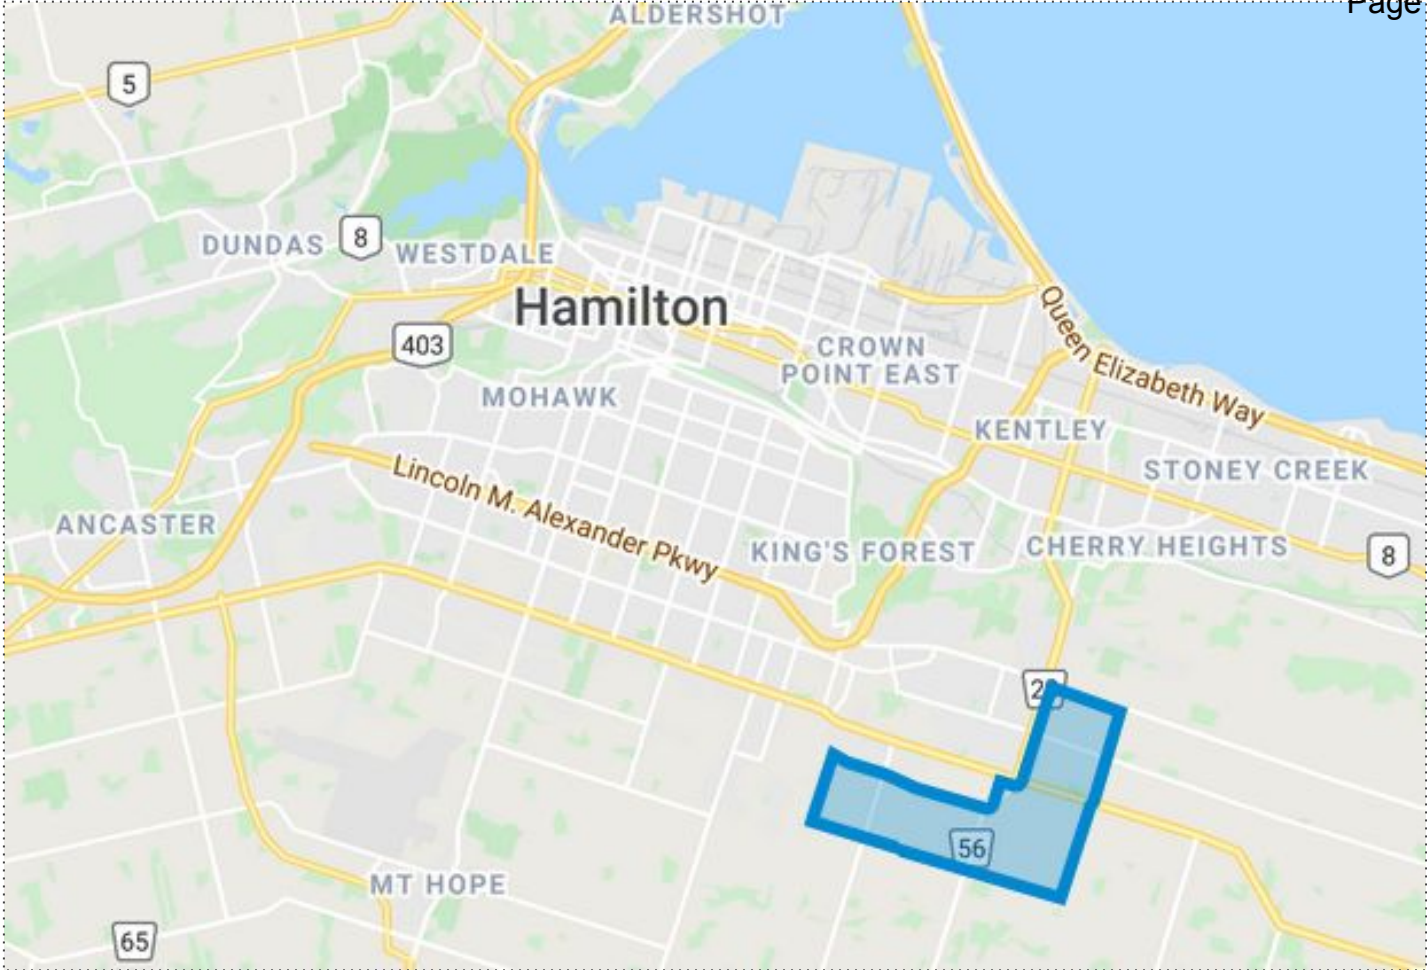 Page
ALDERSHOT
5
DUNDAS
8
WESTDALE
Hamilton
403
CROWN
POINT EAST
Queen Elizabeth Way
MOHAWK
KENTLEY
STONEY CREEK
Lincoln M. Alexander Pkwy
ANCASTER
KING'S FOREST
CHERRY HEIGHTS
8
56
MT HOPE
65